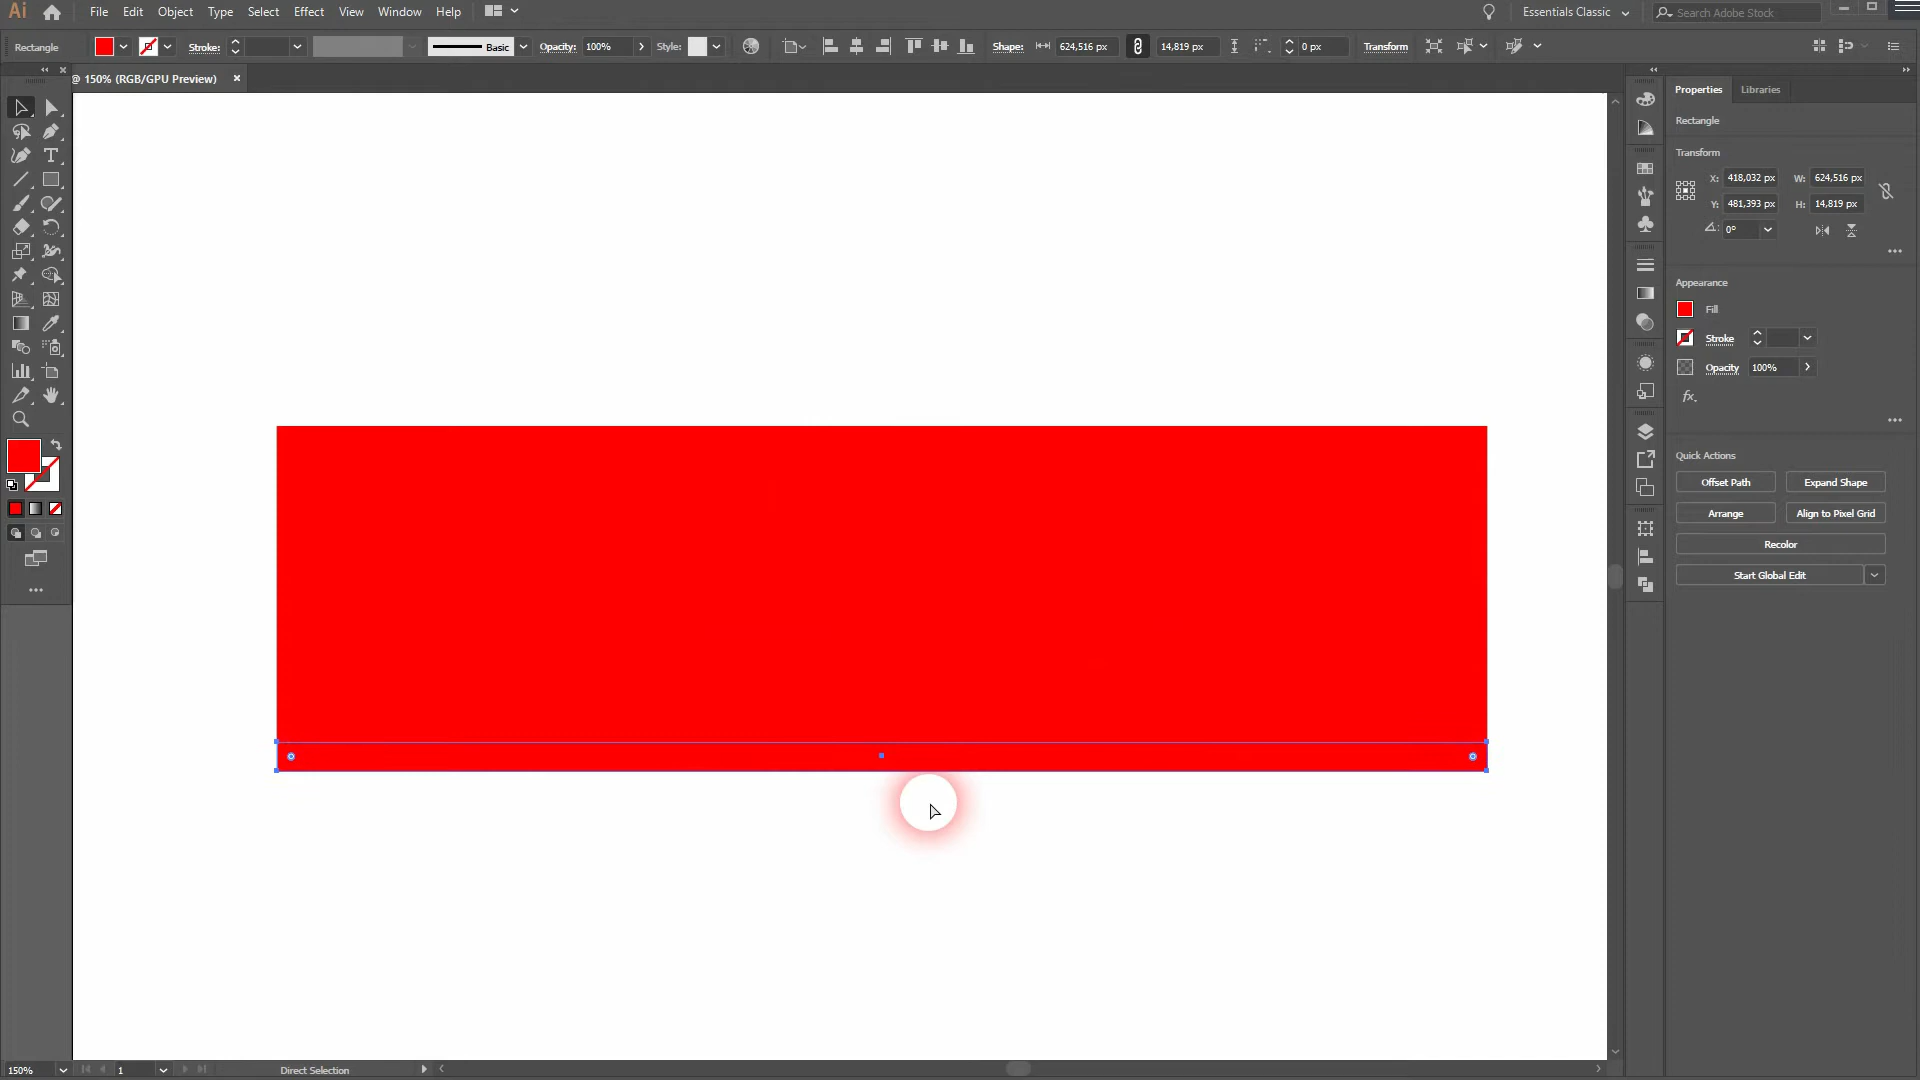 Ai File Edit Object Type Select Effect View Window Help Essentials Classic Search Adobe Stock
Rectangle Stroke: Basic Opacity: 100% Style: Shape: 624,516 px 14,819 px 0 px Transform
@ 150% (RGB/GPU Preview) ×
Properties Libraries
Rectangle
Transform
X: 418,032 px W: 624,516 px
Y: 481,393 px H: 14,819 px
0°
Appearance
Fill
Stroke
Opacity 100%
fx.
Quick Actions
Offset Path Expand Shape
Arrange Align to Pixel Grid
Recolor
Start Global Edit
150% 1 Direct Selection